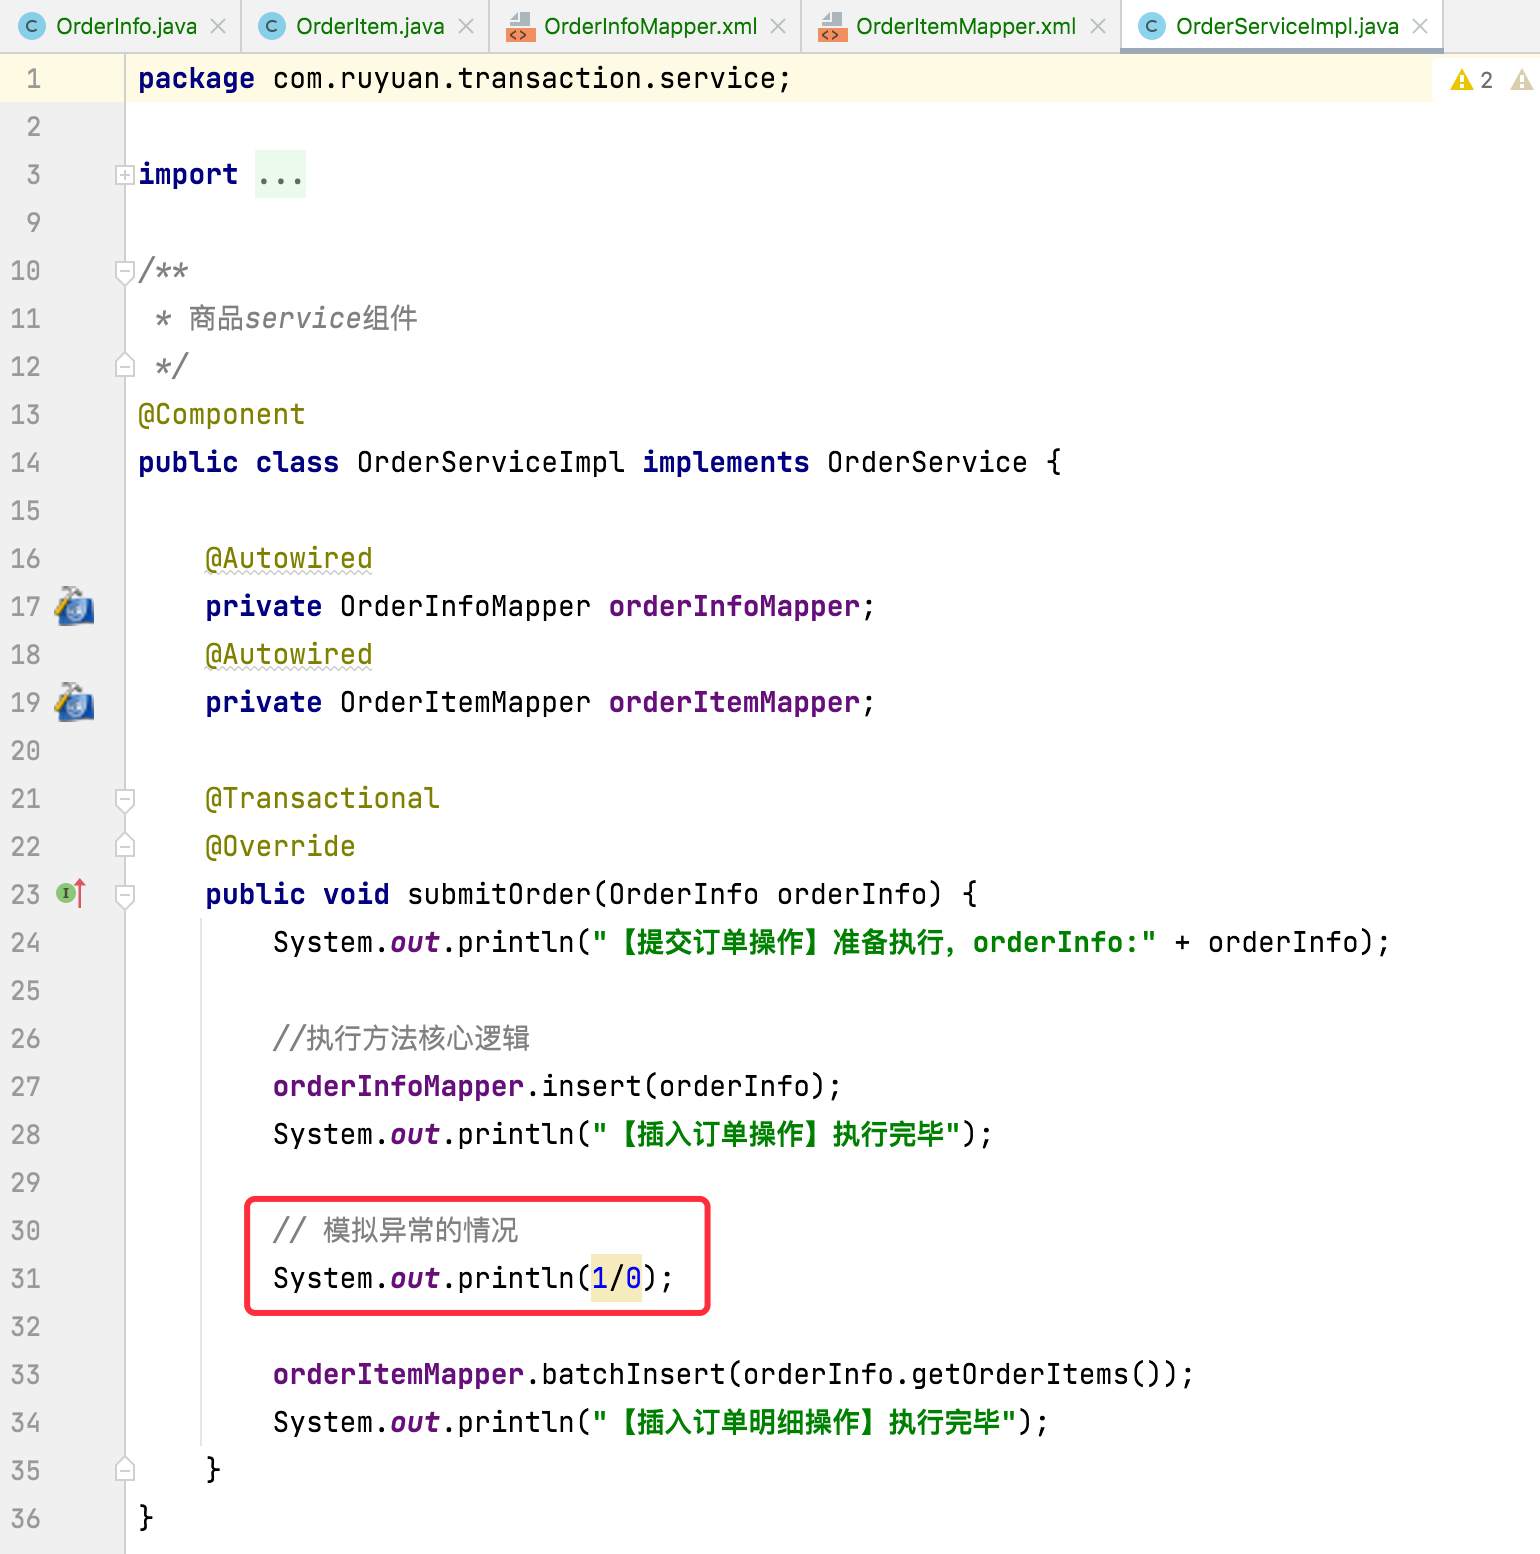 OrderInfo.java OrderItem.java OrderInfoMapper.xml OrderItemMapper.xml OrderServiceImpl.java
1 package com.ruyuan.transaction.service; 2
2
3 import ...
9
10 /**
11 * 商品service组件
12 */
13 @Component
14 public class OrderServiceImpl implements OrderService {
15
16 @Autowired
17 private OrderInfoMapper orderInfoMapper;
18 @Autowired
19 private OrderItemMapper orderItemMapper;
20
21 @Transactional
22 @Override
23 public void submitOrder(OrderInfo orderInfo) {
24 System.out.println("【提交订单操作】准备执行，orderInfo:" + orderInfo);
25
26 //执行方法核心逻辑
27 orderInfoMapper.insert(orderInfo);
28 System.out.println("【插入订单操作】执行完毕");
29
30 // 模拟异常的情况
31 System.out.println(1/0);
32
33 orderItemMapper.batchInsert(orderInfo.getOrderItems());
34 System.out.println("【插入订单明细操作】执行完毕");
35 }
36 }